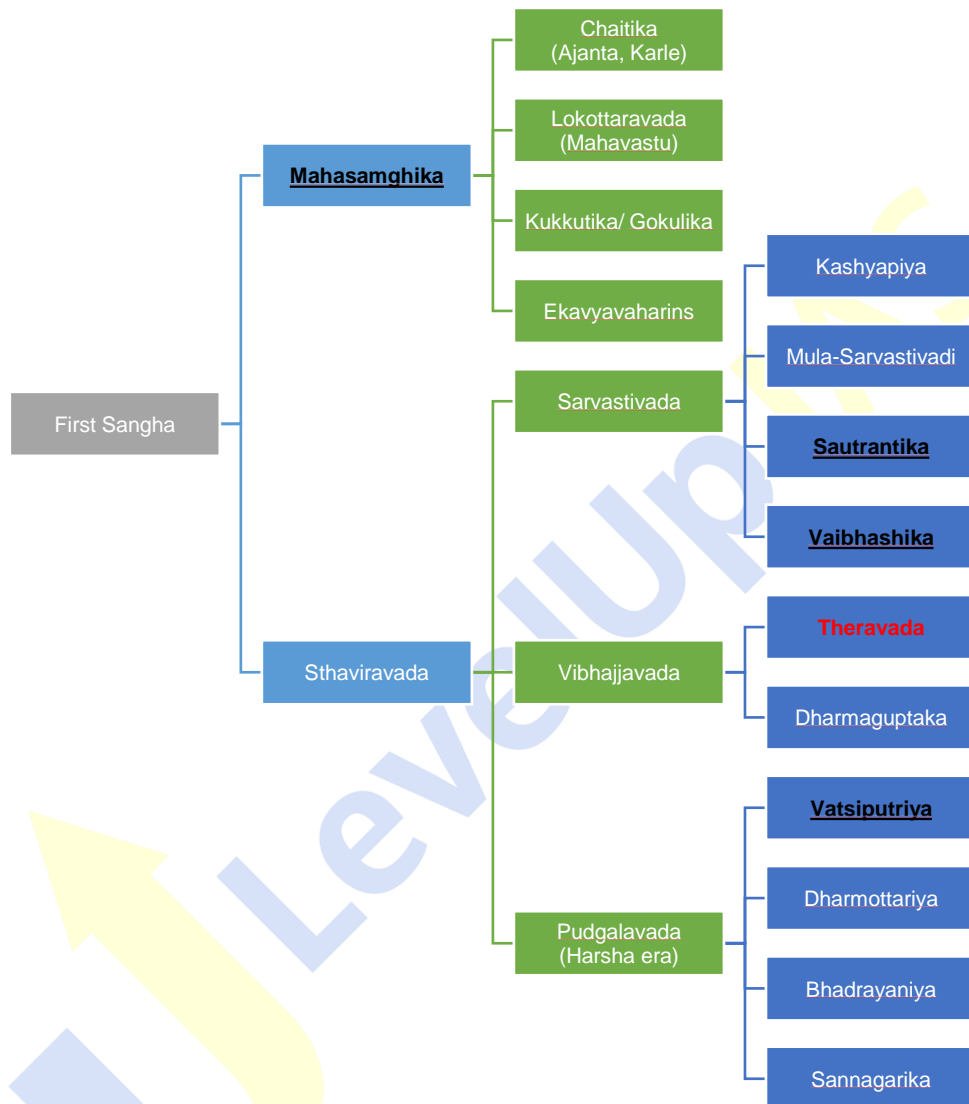 First Sangha
Mahasamghika
Chaitika
(Ajanta, Karle)
Lokottaravada
(Mahavastu)
Kukkutika/ Gokulika
Ekavyavaharins
Sthaviravada
Sarvastivada
Kashyapiya
Mula-Sarvastivadi
Sautrantika
Vaibhashika
Vibhajjavada
Theravada
Dharmaguptaka
Pudgalavada
(Harsha era)
Vatsiputriya
Dharmottariya
Bhadrayaniya
Sannagarika
LevelUp